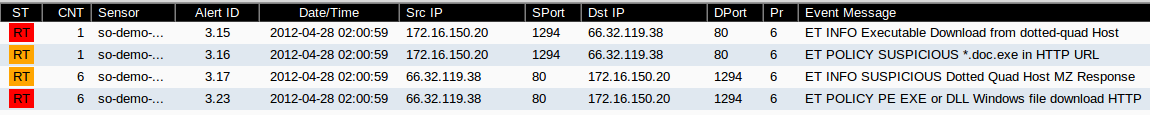 ST CNT Sensor Alert ID Date/Time Src IP SPort Dst IP DPort Pr Event Message
RT 1 so-demo-... 3.15 2012-04-28 02:00:59 172.16.150.20 1294 66.32.119.38 80 6 ET INFO Executable Download from dotted-quad Host
RT 1 so-demo-... 3.16 2012-04-28 02:00:59 172.16.150.20 1294 66.32.119.38 80 6 ET POLICY SUSPICIOUS *.doc.exe in HTTP URL
RT 6 so-demo-... 3.17 2012-04-28 02:00:59 66.32.119.38 80 172.16.150.20 1294 6 ET INFO SUSPICIOUS Dotted Quad Host MZ Response
RT 6 so-demo-... 3.23 2012-04-28 02:00:59 66.32.119.38 80 172.16.150.20 1294 6 ET POLICY PE EXE or DLL Windows file download HTTP